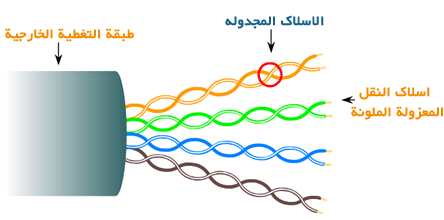 الاسلاك المجدوله
طبقة التغطية الخارجية
اسلاك النقل
المعزولة الملونة